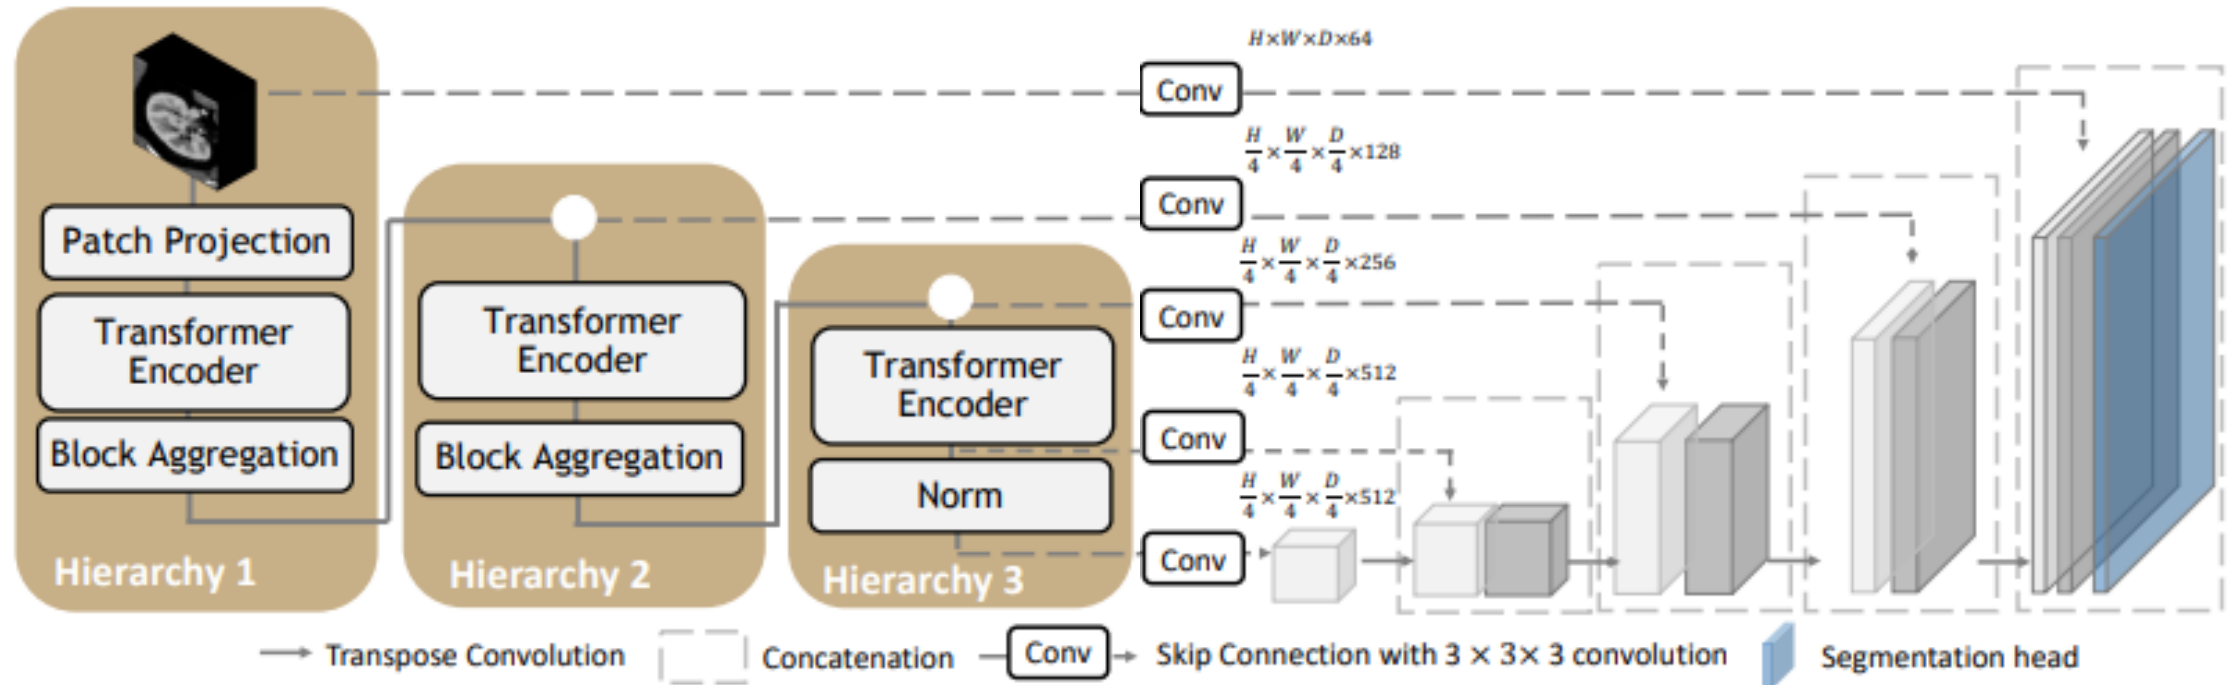 H×W×D×64
Conv
H/4×W/4×D/4×128
Conv
H/4×W/4×D/4×256
Conv
H/4×W/4×D/4×512
Conv
H/4×W/4×D/4×512
Conv
Patch Projection
Transformer
Encoder
Block Aggregation
Hierarchy 1
Transformer
Encoder
Block Aggregation
Hierarchy 2
Transformer
Encoder
Norm
Hierarchy 3
Transpose Convolution
Concatenation
Conv
Skip Connection with 3 × 3× 3 convolution
Segmentation head